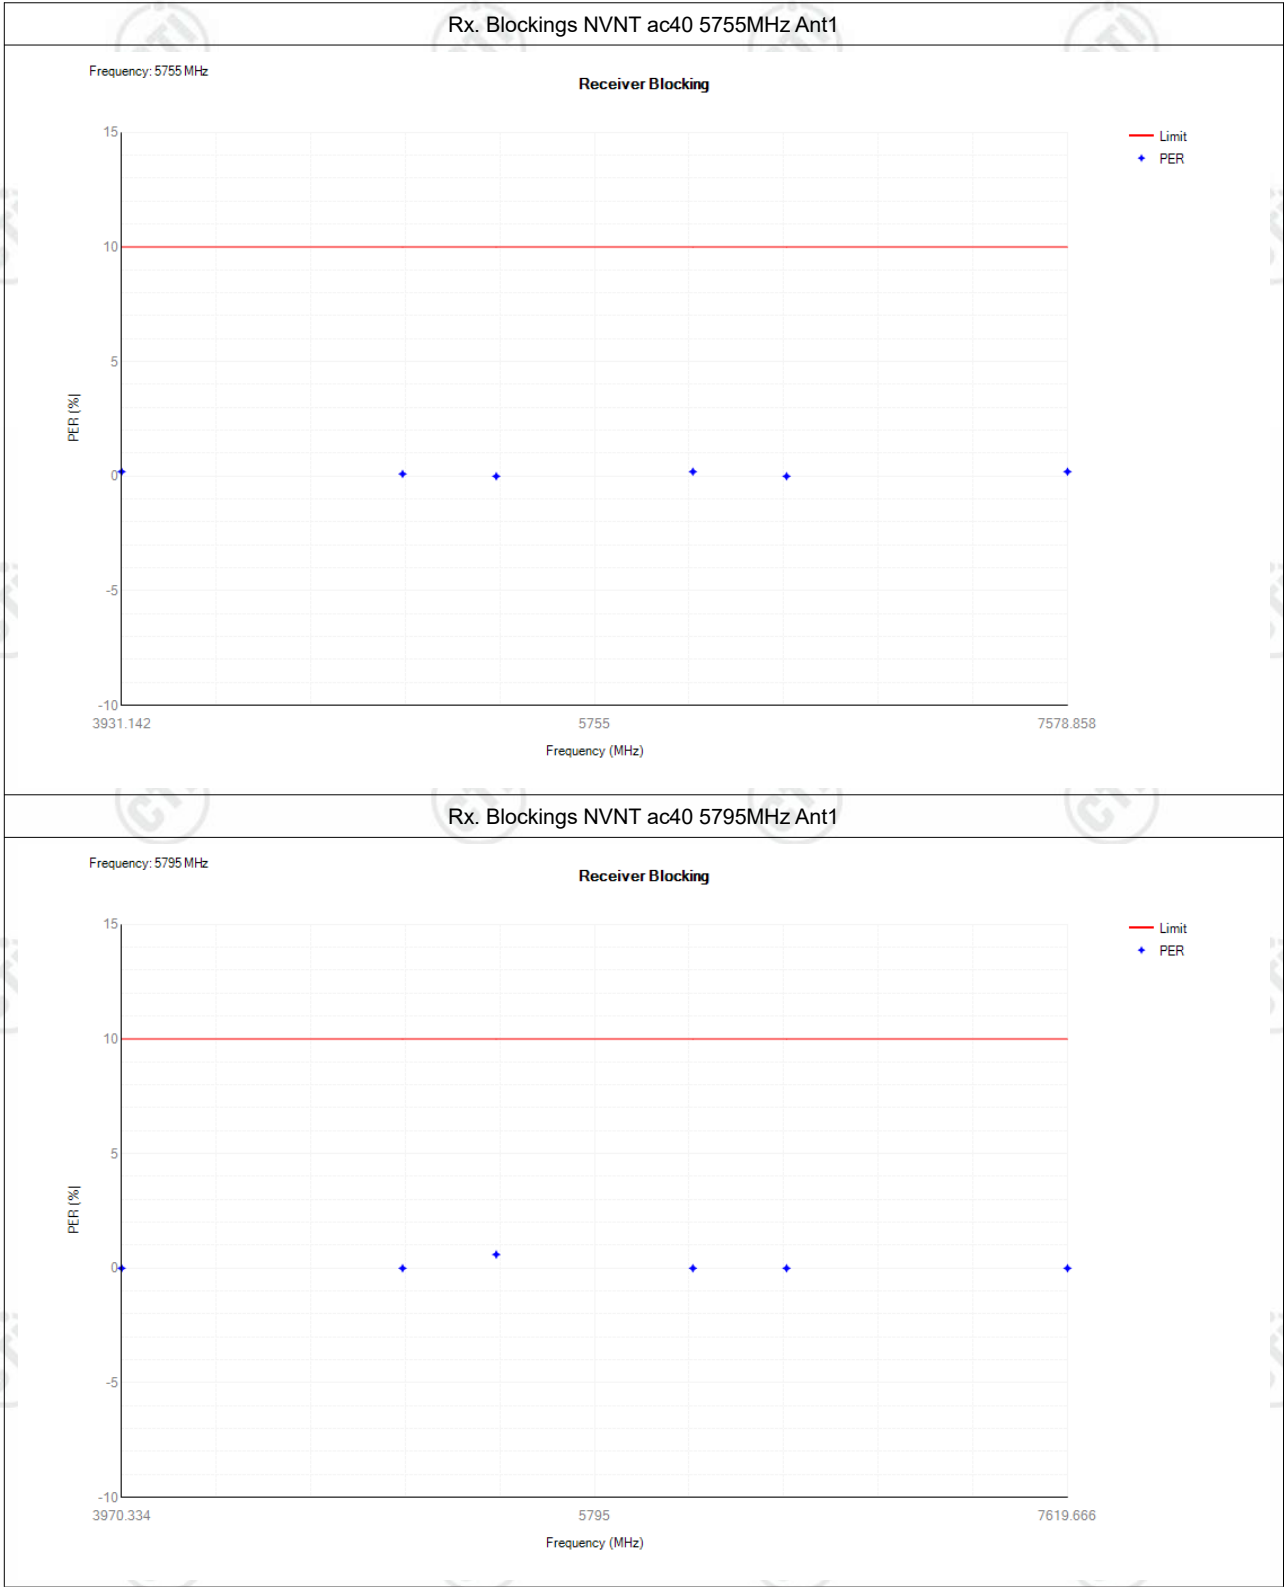 Rx. Blockings NVNT ac40 5755MHz Ant1
Frequency: 5755 MHz
Receiver Blocking
15
10
5
0
-5
-10
PER (%)
3931.142
5755
7578.858
Frequency (MHz)
Limit
PER
Rx. Blockings NVNT ac40 5795MHz Ant1
Frequency: 5795 MHz
Receiver Blocking
15
10
5
0
-5
-10
PER (%)
3970.334
5795
7619.666
Frequency (MHz)
Limit
PER